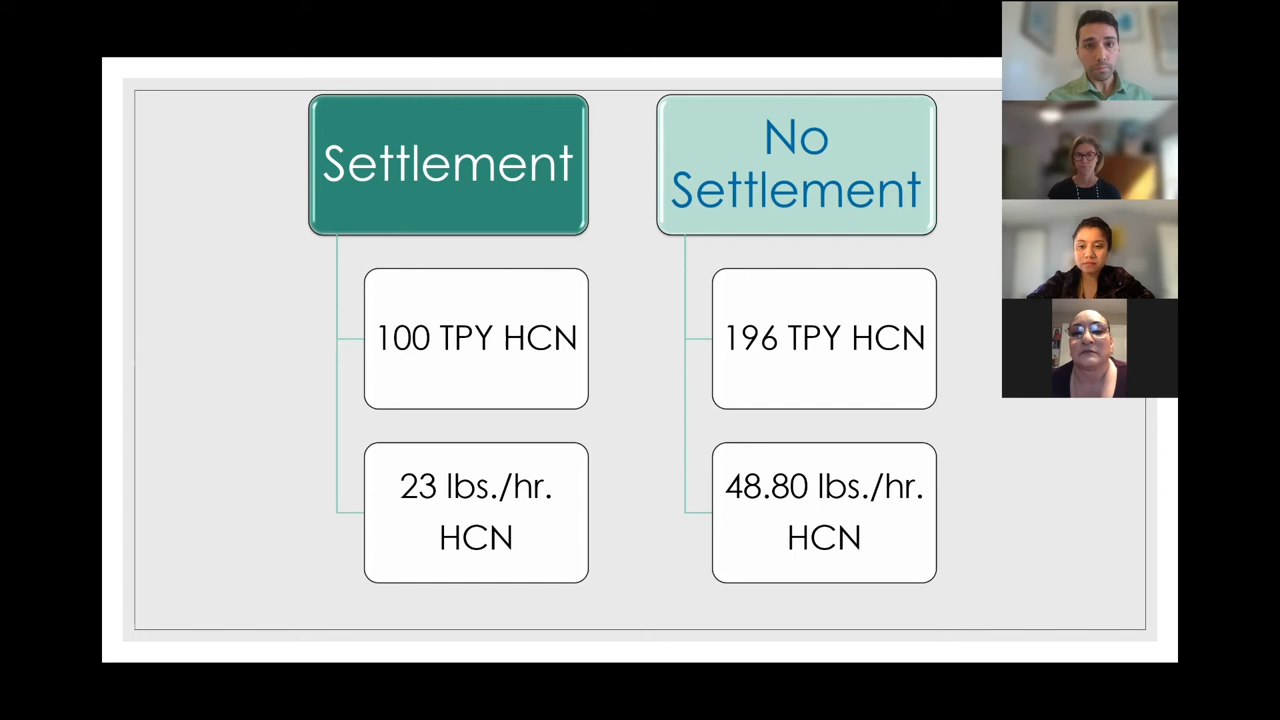 Settlement
100 TPY HCN
23 lbs./hr.
HCN
No
Settlement
196 TPY HCN
48.80 lbs./hr.
HCN